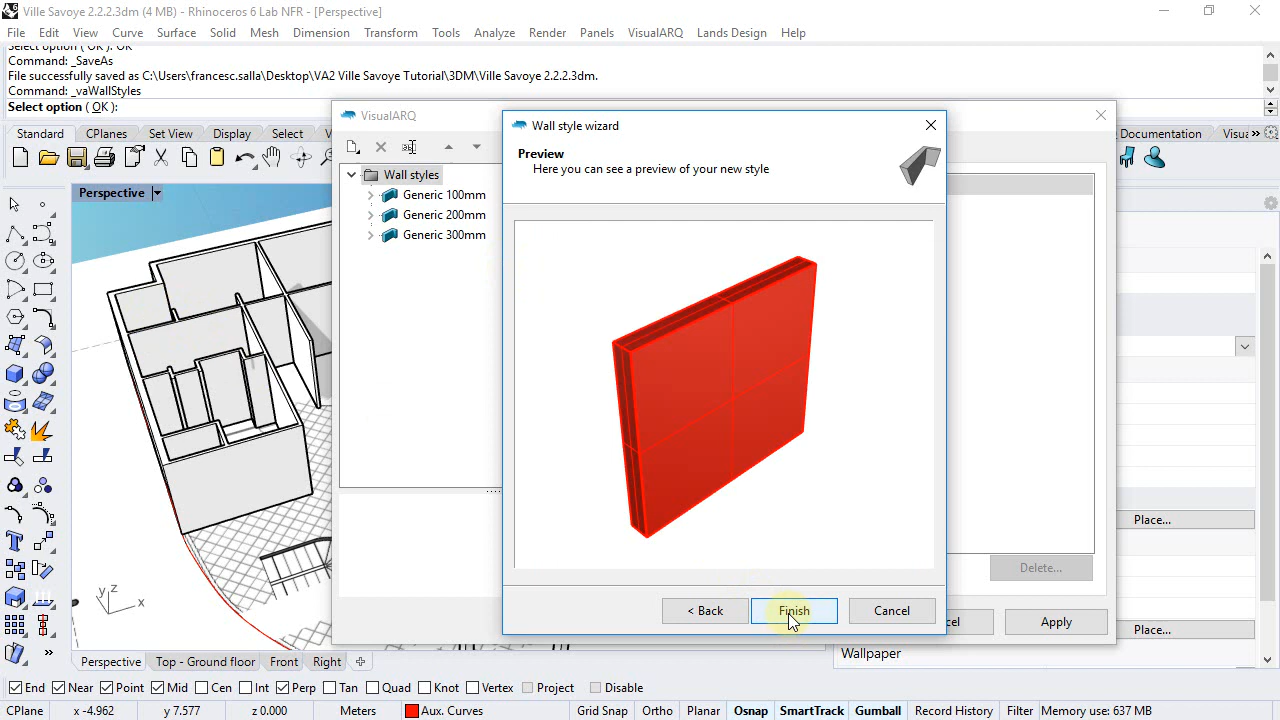 Ville Savoye 2.2.2.3dm (4 MB) - Rhinoceros 6 Lab NFR - [Perspective]
File Edit View Curve Surface Solid Mesh Dimension Transform Tools Analyze Render Panels VisualARQ Lands Design Help
Select option ( OK ): OK
Command: _SaveAs
File successfully saved as C:\Users\francesc.salla\Desktop\VA2 Ville Savoye Tutorial\3DM\Ville Savoye 2.2.2.3dm.
Command: _vaWallStyles
Select option ( OK ):
VisualARQ
Wall style wizard
Standard CPlanes Set View Display Select V Documentation Visua »
Preview
Here you can see a preview of your new style
Wall styles
Perspective
Generic 100mm
Generic 200mm
Generic 300mm
Place...
Delete...
< Back Finish Cancel
cel Apply
Place...
y z x
Wallpaper
Perspective Top - Ground floor Front Right
End Near Point Mid Cen Int Perp Tan Quad Knot Vertex Project Disable
CPlane x -4.962 y 7.577 z 0.000 Meters Aux. Curves Grid Snap Ortho Planar Osnap SmartTrack Gumball Record History Filter Memory use: 637 MB